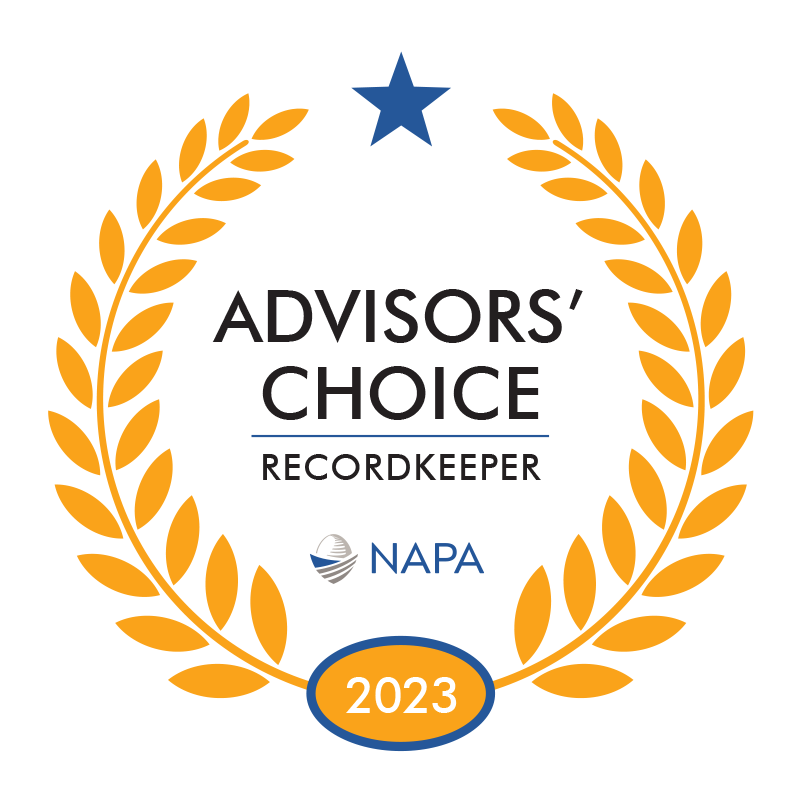 ADVISORS’
CHOICE
RECORDKEEPER
NAPA
2023